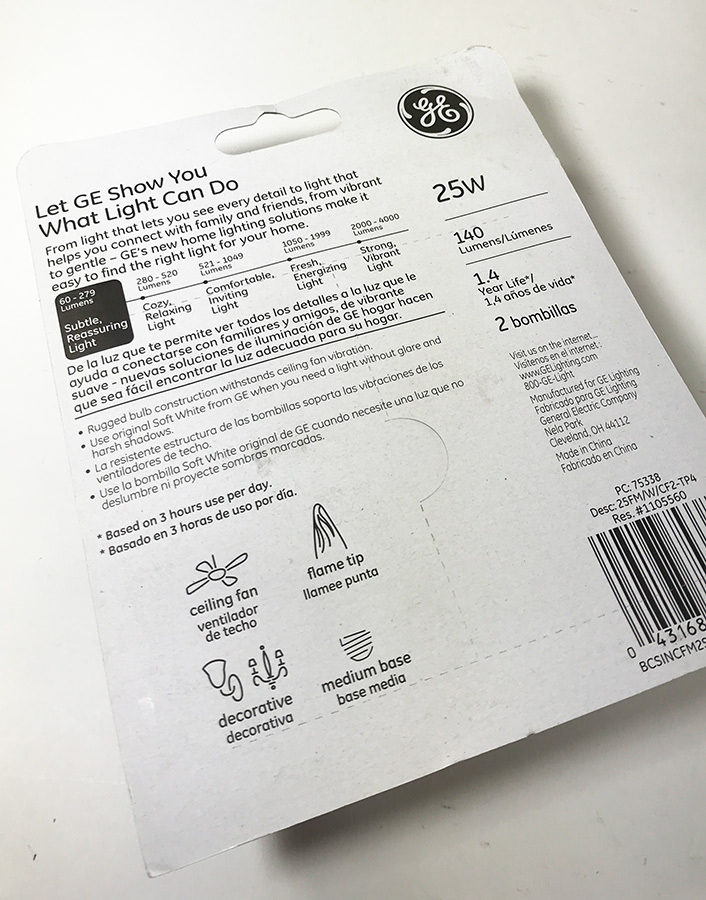 GE
Let GE Show You
What Light Can Do
From light that lets you see every detail to light that
helps you connect with family and friends, from vibrant
to gentle – GE's new home lighting solutions make it
easy to find the right light for your home.
60 - 279
Lumens
Subtle,
Reassuring
Light
280 - 520
Lumens
Cozy,
Relaxing
Light
521 - 1049
Lumens
Comfortable,
Inviting
Light
1050 - 1999
Lumens
Fresh,
Energizing
Light
2000 - 4000
Lumens
Strong,
Vibrant
Light
De la luz que te permite ver todos los detalles a la luz que le
ayuda a conectarse con familiares y amigos, de vibrante
suave - nuevas soluciones de iluminación de GE hogar hacen
que sea fácil encontrar la luz adecuada para su hogar.
• Rugged bulb construction withstands ceiling fan vibration.
• Use original Soft White from GE when you need a light without glare and
harsh shadows.
• La resistente estructura de las bombillas soporta las vibraciones de los
ventiladores de techo.
• Use la bombilla Soft White original de GE cuando necesite una luz que no
deslumbre ni proyecte sombras marcadas.
* Based on 3 hours use per day.
* Basado en 3 horas de uso por día.
ceiling fan
ventilador
de techo
flame tip
llamee punta
decorative
decorativa
medium base
base media
25W
140
Lumens/Lúmenes
1.4
Year Life*/
1.4 años de vida*
2 bombillas
Visit us on the internet...
Visítenos en el internet:
www.GELighting.com
800-GE-Light
Manufactured for GE Lighting
Fabricado para GE Lighting
General Electric Company
Nela Park
Cleveland, OH 44112
Made in China
Fabricado en China
PC: 75338
Desc: 25FM/W/CF2-TP4
Res. #1105560
0 43168
BCSINCFM25